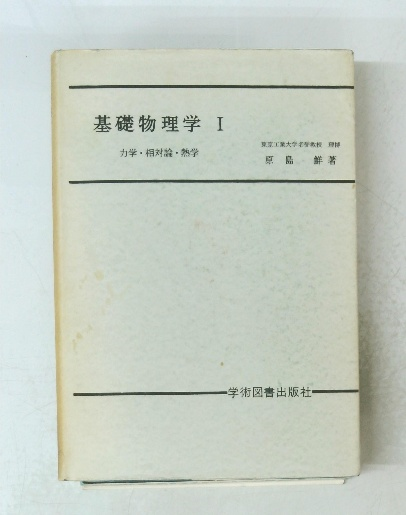 基礎物理学 I
力学・相対論・熱学
東京工業大学名誉教授 理博
原島 鮮著
学術図書出版社